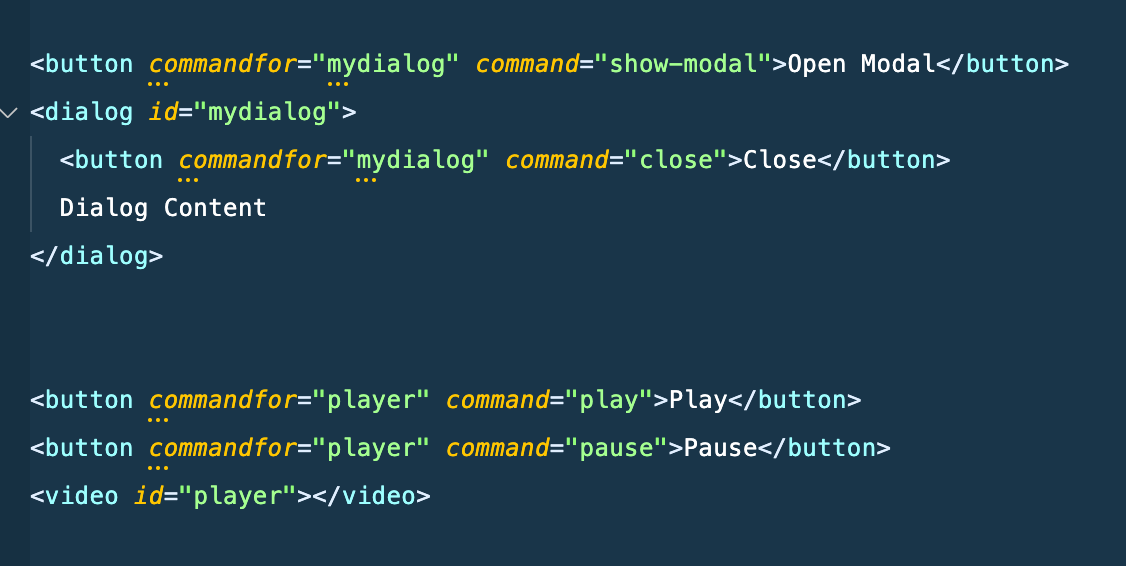 <button commandfor="mydialog" command="show-modal">Open Modal</button>
<dialog id="mydialog">
<button commandfor="mydialog" command="close">Close</button>
Dialog Content
</dialog>
<button commandfor="player" command="play">Play</button>
<button commandfor="player" command="pause">Pause</button>
<video id="player"></video>